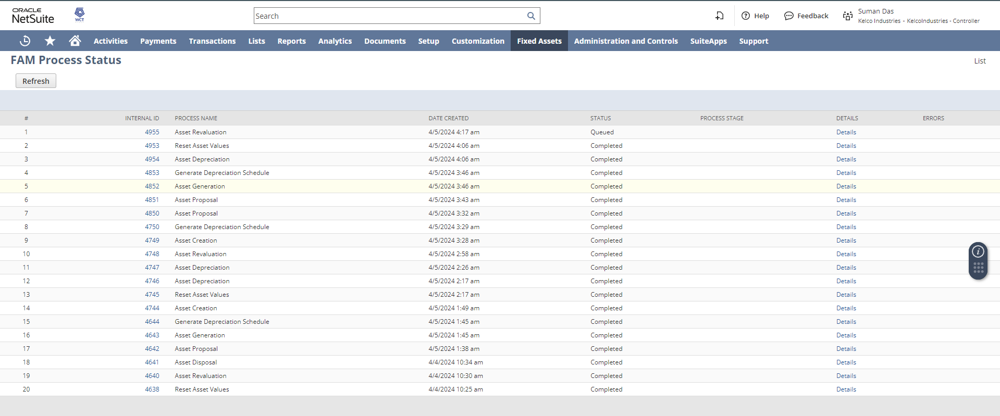 ORACLE
NetSuite
WCT
Search
Help
Feedback
Suman Das
Kelco Industries - KelcoIndustries - Controller
Activities Payments Transactions Lists Reports Analytics Documents Setup Customization Fixed Assets Administration and Controls SuiteApps Support
FAM Process Status
List
Refresh
# INTERNAL ID PROCESS NAME DATE CREATED STATUS PROCESS STAGE DETAILS ERRORS
1 4955 Asset Revaluation 4/5/2024 4:17 am Queued Details
2 4953 Reset Asset Values 4/5/2024 4:06 am Completed Details
3 4954 Asset Depreciation 4/5/2024 4:06 am Completed Details
4 4853 Generate Depreciation Schedule 4/5/2024 3:46 am Completed Details
5 4852 Asset Generation 4/5/2024 3:46 am Completed Details
6 4851 Asset Proposal 4/5/2024 3:43 am Completed Details
7 4850 Asset Proposal 4/5/2024 3:32 am Completed Details
8 4750 Generate Depreciation Schedule 4/5/2024 3:29 am Completed Details
9 4749 Asset Creation 4/5/2024 3:28 am Completed Details
10 4748 Asset Revaluation 4/5/2024 2:58 am Completed Details
11 4747 Asset Depreciation 4/5/2024 2:26 am Completed Details
12 4746 Asset Depreciation 4/5/2024 2:17 am Completed Details
13 4745 Reset Asset Values 4/5/2024 2:17 am Completed Details
14 4744 Asset Creation 4/5/2024 1:49 am Completed Details
15 4644 Generate Depreciation Schedule 4/5/2024 1:45 am Completed Details
16 4643 Asset Generation 4/5/2024 1:45 am Completed Details
17 4642 Asset Proposal 4/5/2024 1:38 am Completed Details
18 4641 Asset Disposal 4/4/2024 10:34 am Completed Details
19 4640 Asset Revaluation 4/4/2024 10:30 am Completed Details
20 4638 Reset Asset Values 4/4/2024 10:25 am Completed Details